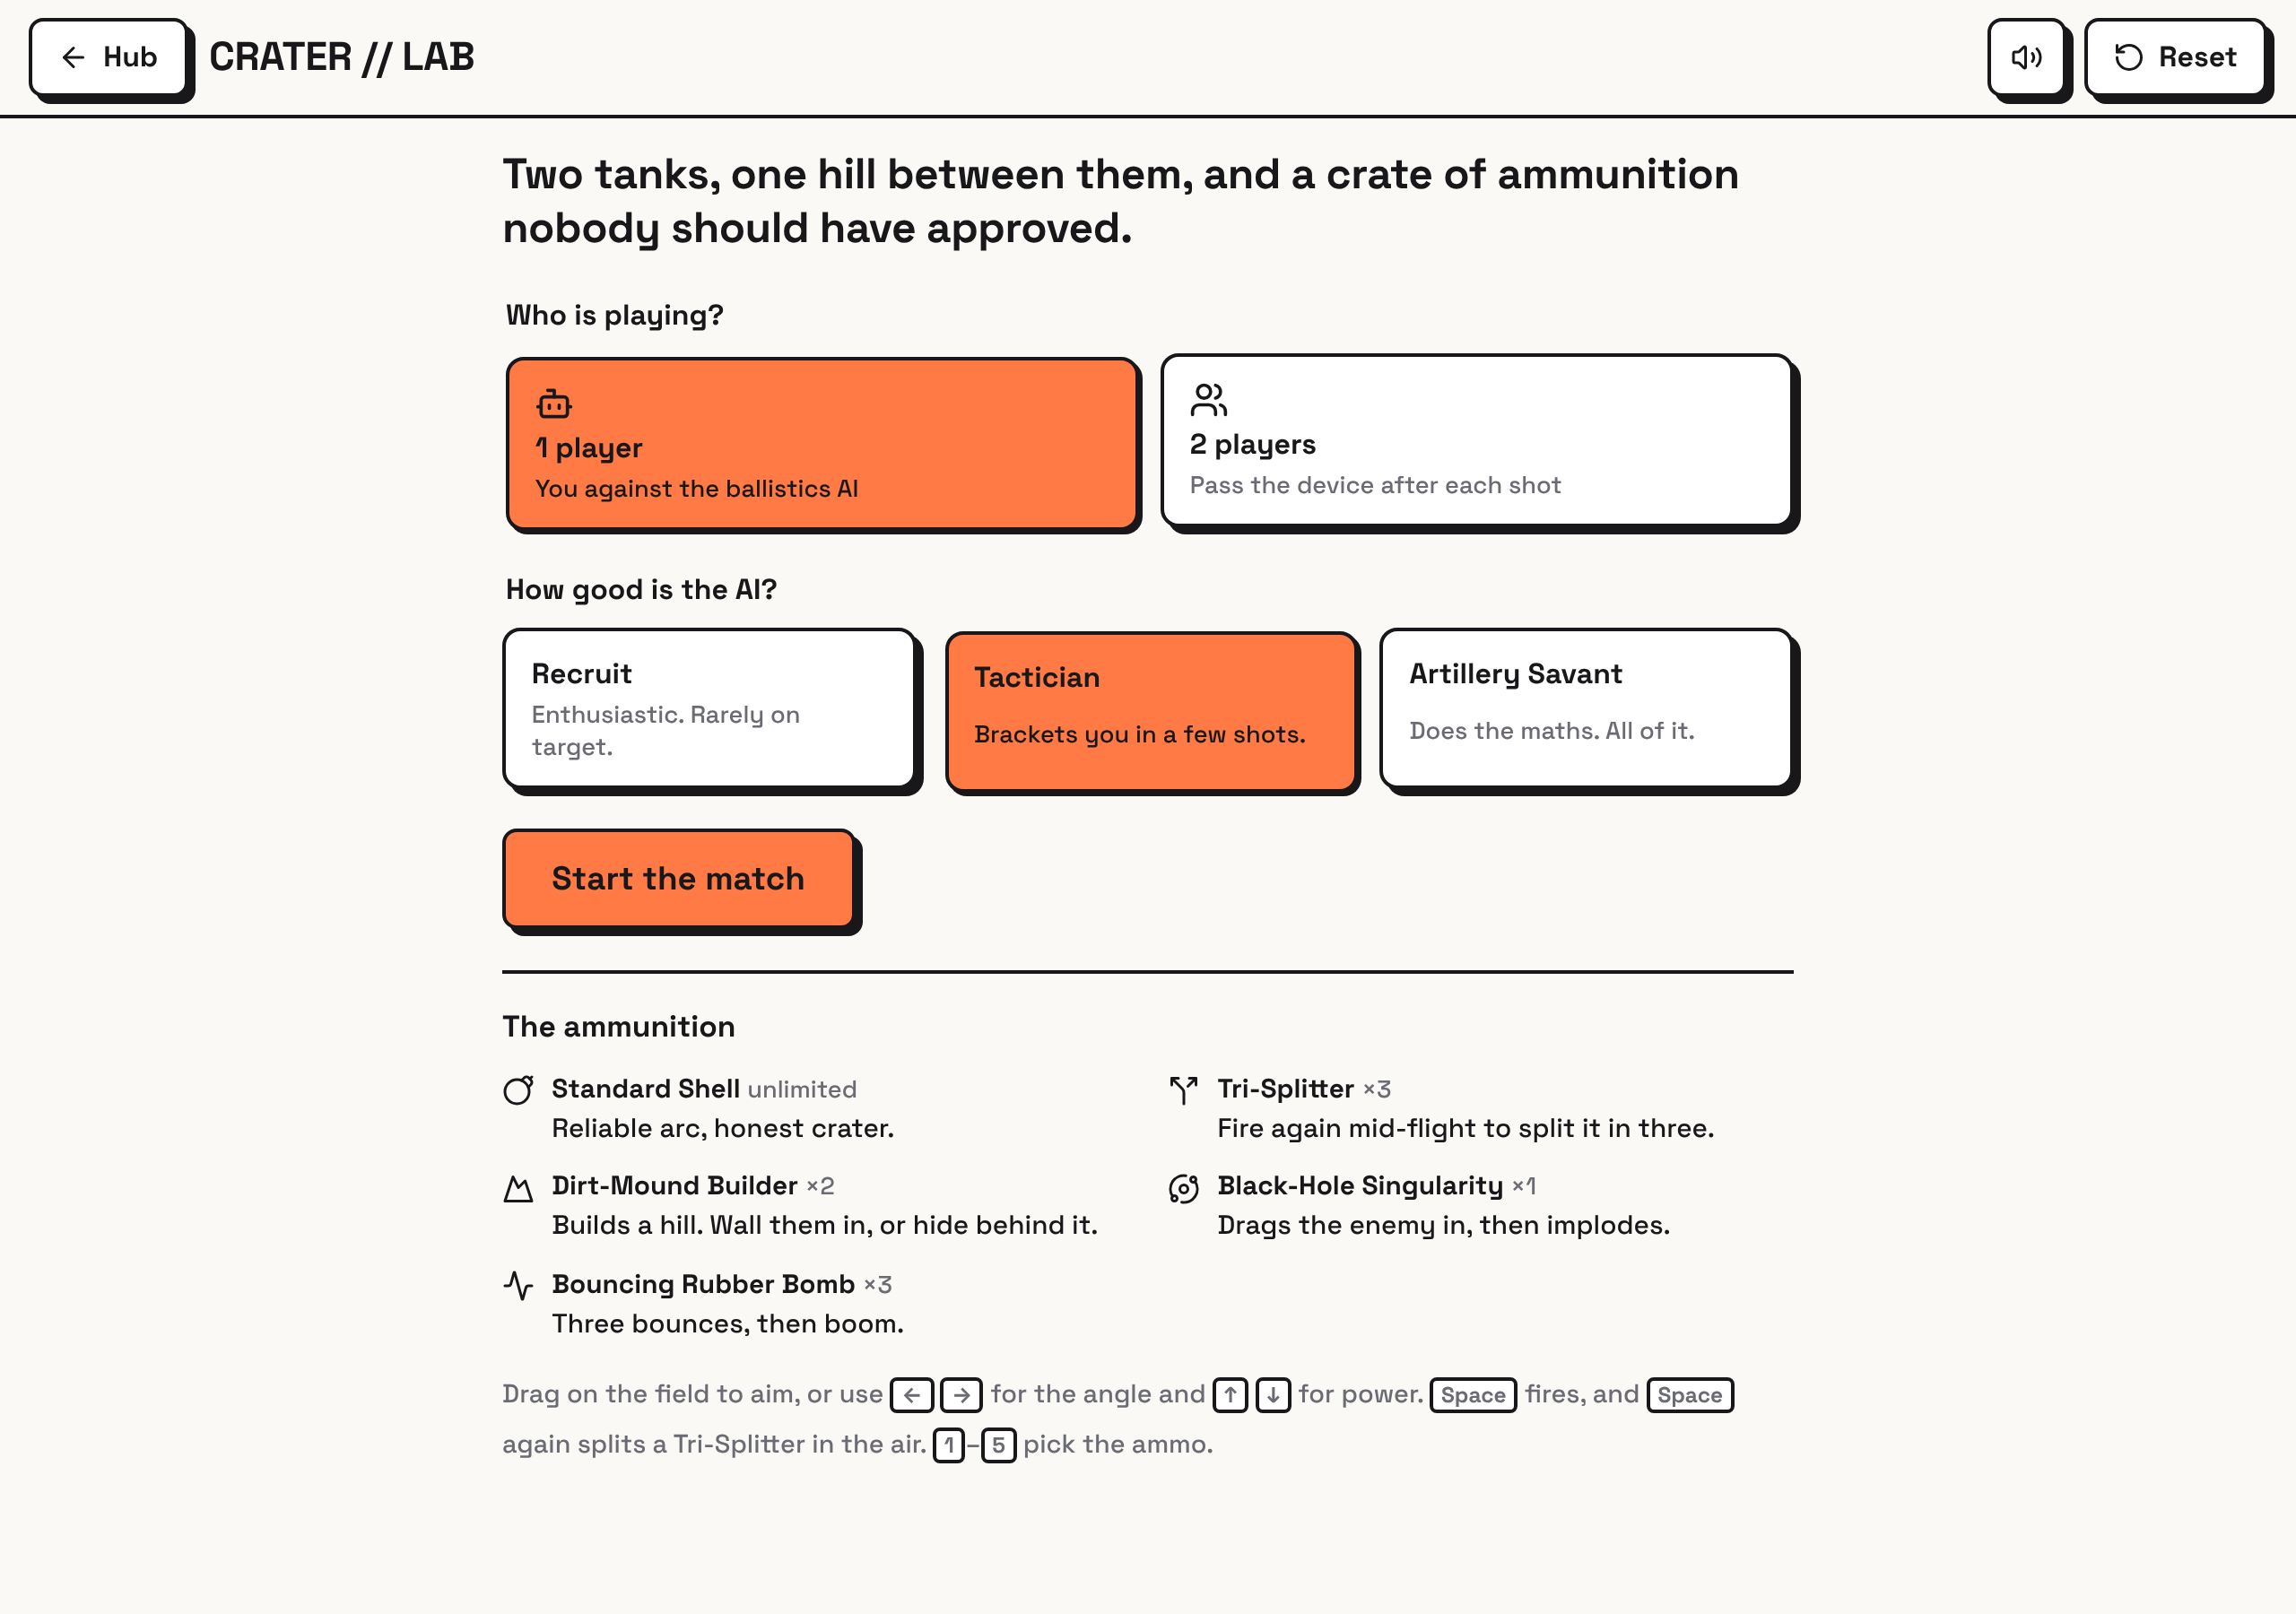 Hub
CRATER // LAB
Reset
Two tanks, one hill between them, and a crate of ammunition
nobody should have approved.
Who is playing?
1 player
You against the ballistics AI
2 players
Pass the device after each shot
How good is the AI?
Recruit
Enthusiastic. Rarely on
target.
Tactician
Brackets you in a few shots.
Artillery Savant
Does the maths. All of it.
Start the match
The ammunition
Standard Shell unlimited
Reliable arc, honest crater.
Tri-Splitter ×3
Fire again mid-flight to split it in three.
Dirt-Mound Builder ×2
Builds a hill. Wall them in, or hide behind it.
Black-Hole Singularity ×1
Drags the enemy in, then implodes.
Bouncing Rubber Bomb ×3
Three bounces, then boom.
Drag on the field to aim, or use ← → for the angle and ↑ ↓ for power. Space fires, and Space
again splits a Tri-Splitter in the air. 1–5 pick the ammo.